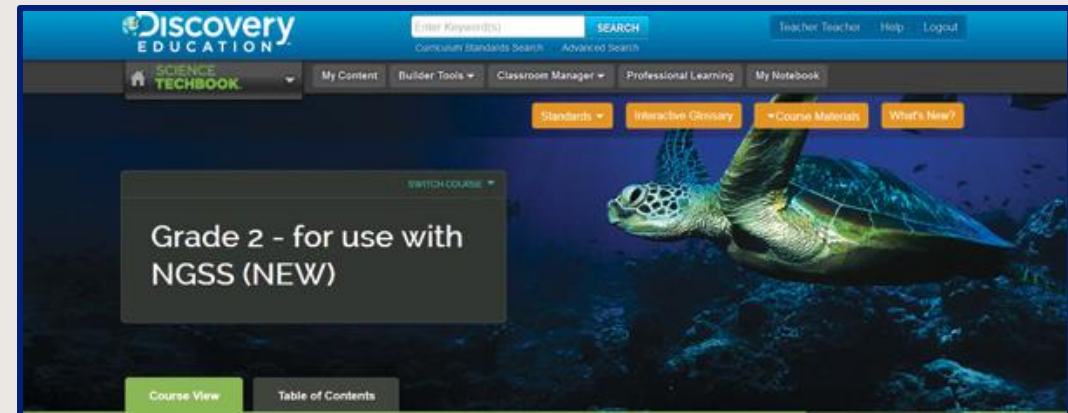 Discovery
EDUCATION
Enter Keyword(s) SEARCH
Curriculum Standards Search Advanced Search
Teacher Teacher Help Logout
SCIENCE
TECHBOOK
My Content Builder Tools Classroom Manager Professional Learning My Notebook
Standards Interactive Glossary Course Materials What's New?
SWITCH COURSE
Grade 2 - for use with
NGSS (NEW)
Course View Table of Contents